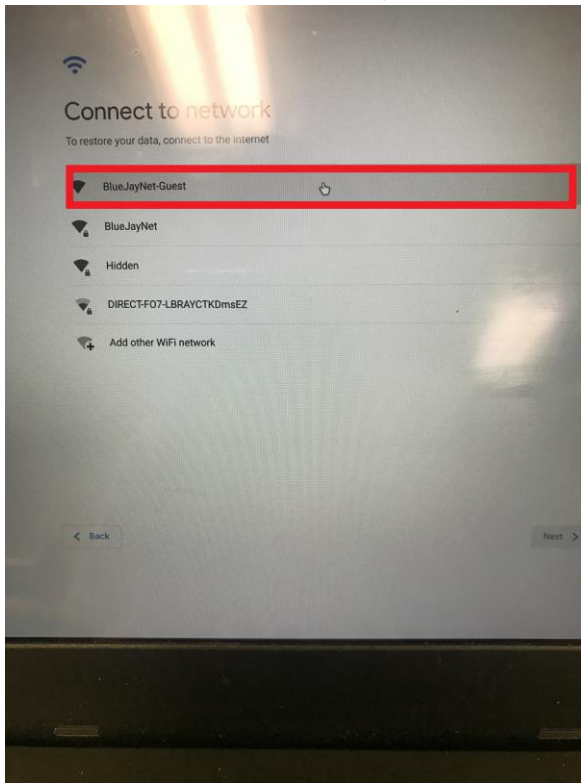 Connect to network
To restore your data, connect to the internet
BlueJayNet-Guest
BlueJayNet
Hidden
DIRECT-FO7-LBRAYCTKDmsEZ
Add other WiFi network
Back
Next